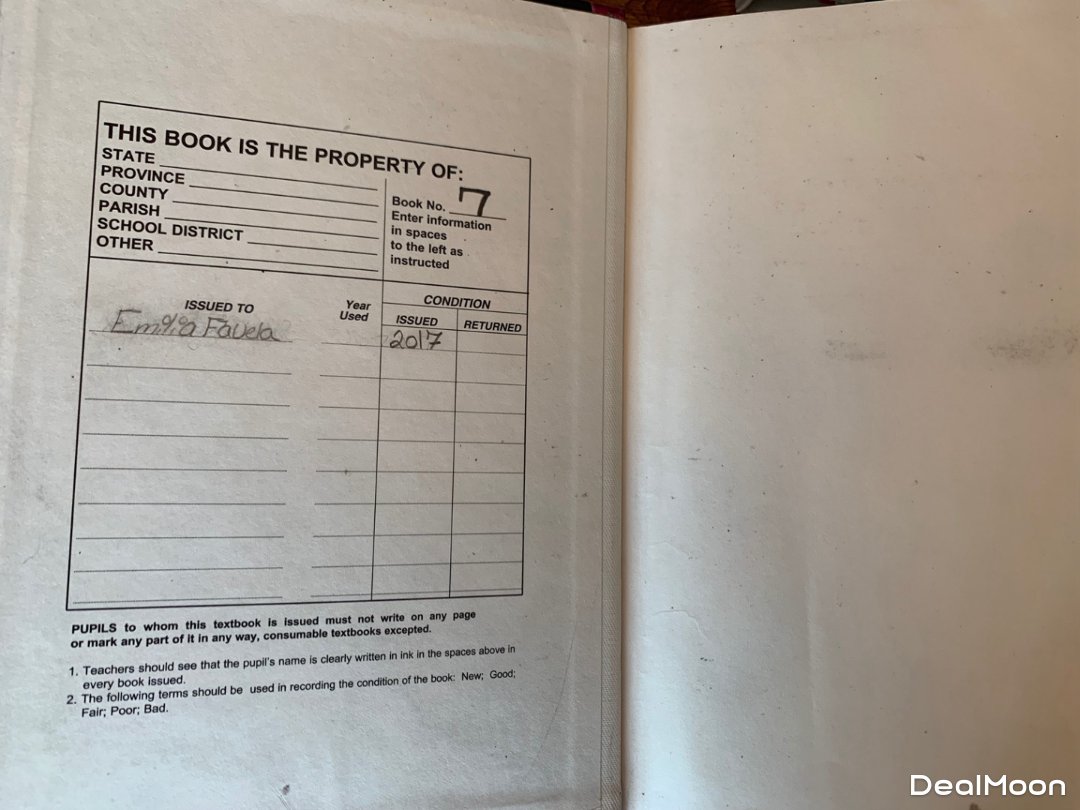 THIS BOOK IS THE PROPERTY OF:
STATE
PROVINCE
COUNTY
PARISH
SCHOOL DISTRICT
OTHER
Book No. 7
Enter information
in spaces
to the left as
instructed
ISSUED TO
Year
Used
CONDITION
ISSUED
RETURNED
Emilia Favela
2017
PUPILS to whom this textbook is issued must not write on any page
or mark any part of it in any way, consumable textbooks excepted.
1. Teachers should see that the pupil's name is clearly written in ink in the spaces above in
every book issued.
2. The following terms should be used in recording the condition of the book: New; Good;
Fair; Poor; Bad.
DealMoon